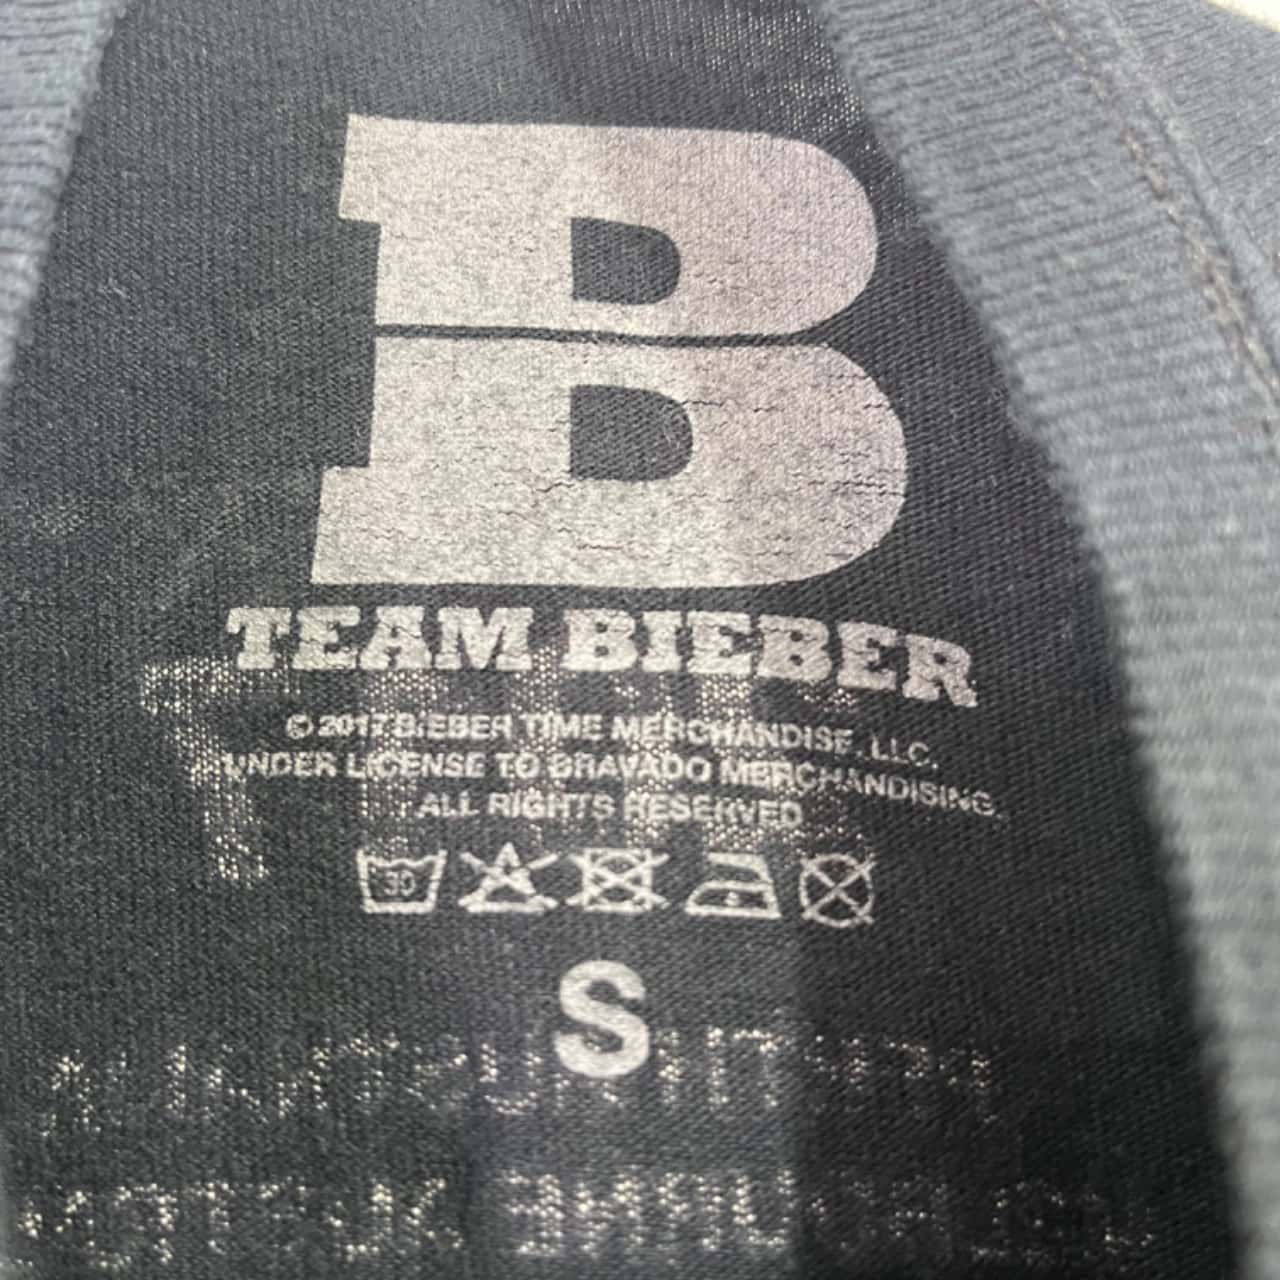 B
TEAM BIEBER
© 2017 BIEBER TIME MERCHANDISE, LLC.
UNDER LICENSE TO BRAVADO MERCHANDISING.
ALL RIGHTS RESERVED
30
S